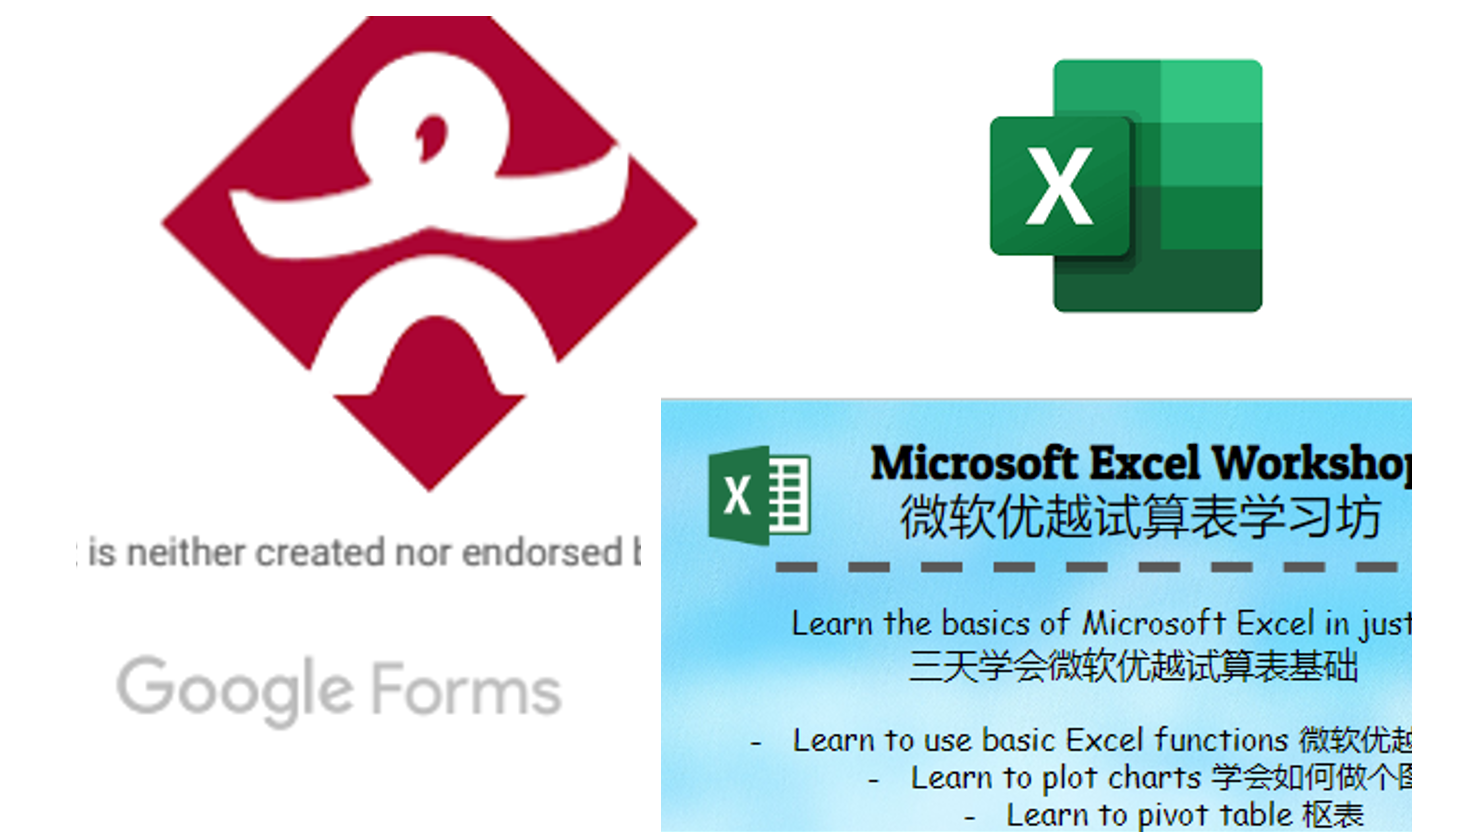 X
is neither created nor endorsed
Google Forms
X
Microsoft Excel Workshop
微软优越试算表学习坊
Learn the basics of Microsoft Excel in just
三天学会微软优越试算表基础
- Learn to use basic Excel functions 微软优越
- Learn to plot charts 学会如何做个图
- Learn to pivot table 枢表